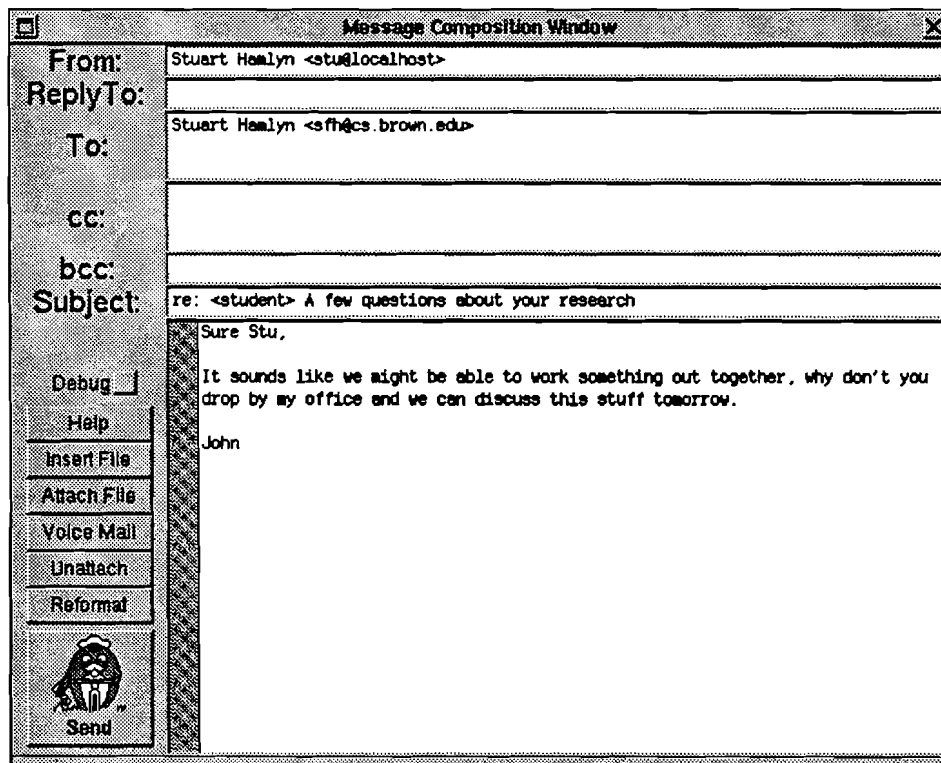 Message Composition Window
From: Stuart Hamlyn <stu@localhost>
ReplyTo:
To: Stuart Hamlyn <sfh@cs.brown.edu>
cc:
bcc:
Subject: re: <student> A few questions about your research
Sure Stu,
It sounds like we might be able to work something out together, why don't you
drop by my office and we can discuss this stuff tomorrow.
John
Debug
Help
Insert File
Attach File
Voice Mail
Unattach
Reformat
Send